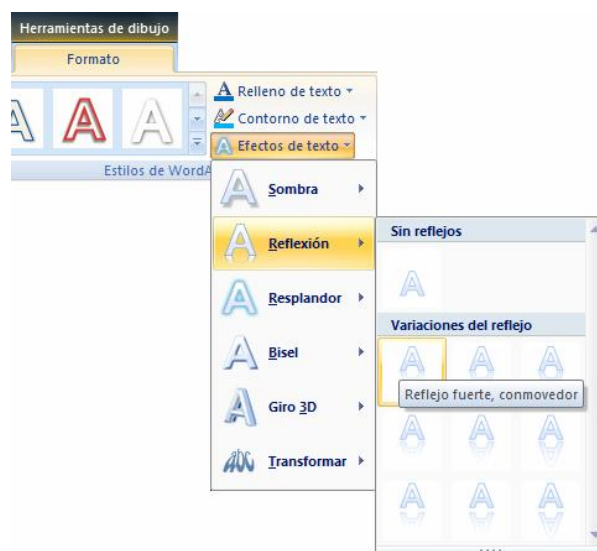 Herramientas de dibujo
Formato
Relleno de texto
Contorno de texto
Efectos de texto
Estilos de WordA
Sombra
Reflexión
Resplandor
Bisel
Giro 3D
Transformar
Sin reflejos
Variaciones del reflejo
Reflejo fuerte, conmovedor